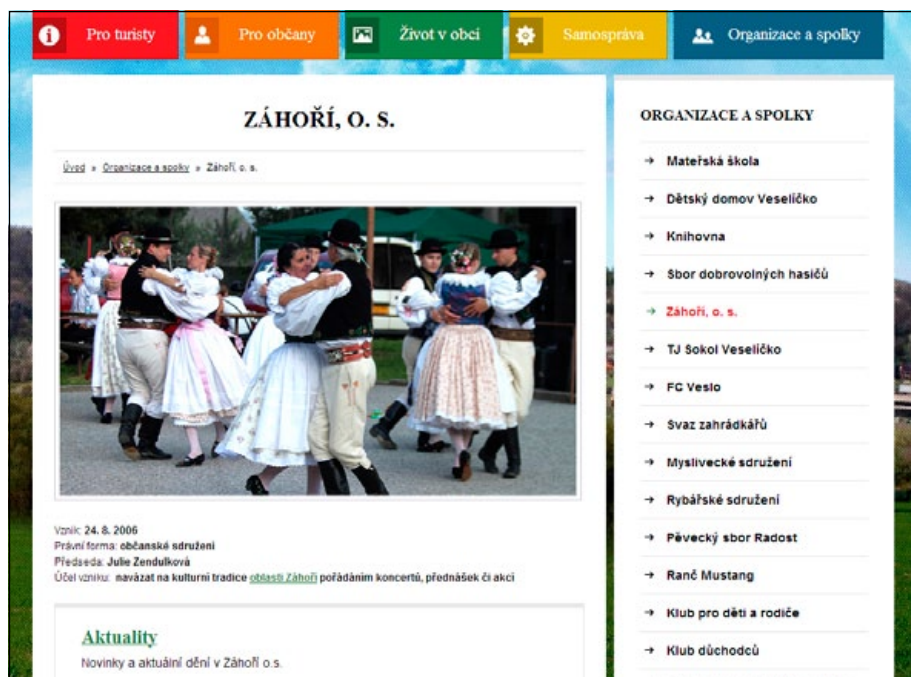 Pro turisty
Pro občany
Život v obci
Samospráva
Organizace a spolky
ZÁHOŘÍ, O. S.
Úvod » Organizace a spolky » Záhoří, o. s.
Vznik: 24. 8. 2006
Právní forma: občanské sdružení
Předseda: Julie Zendulková
Účel vzniku: navázat na kulturní tradice oblasti Záhoří pořádáním koncertů, přednášek či akcí
Aktuality
Novinky a aktuální dění v Záhoří o.s.
ORGANIZACE A SPOLKY
→ Mateřská škola
→ Dětský domov Veselíčko
→ Knihovna
→ Sbor dobrovolných hasičů
→ Záhoří, o. s.
→ TJ Sokol Veselíčko
→ FC Veslo
→ Svaz zahrádkářů
→ Myslivecké sdružení
→ Rybářské sdružení
→ Pěvecký sbor Radost
→ Ranč Mustang
→ Klub pro děti a rodiče
→ Klub důchodců